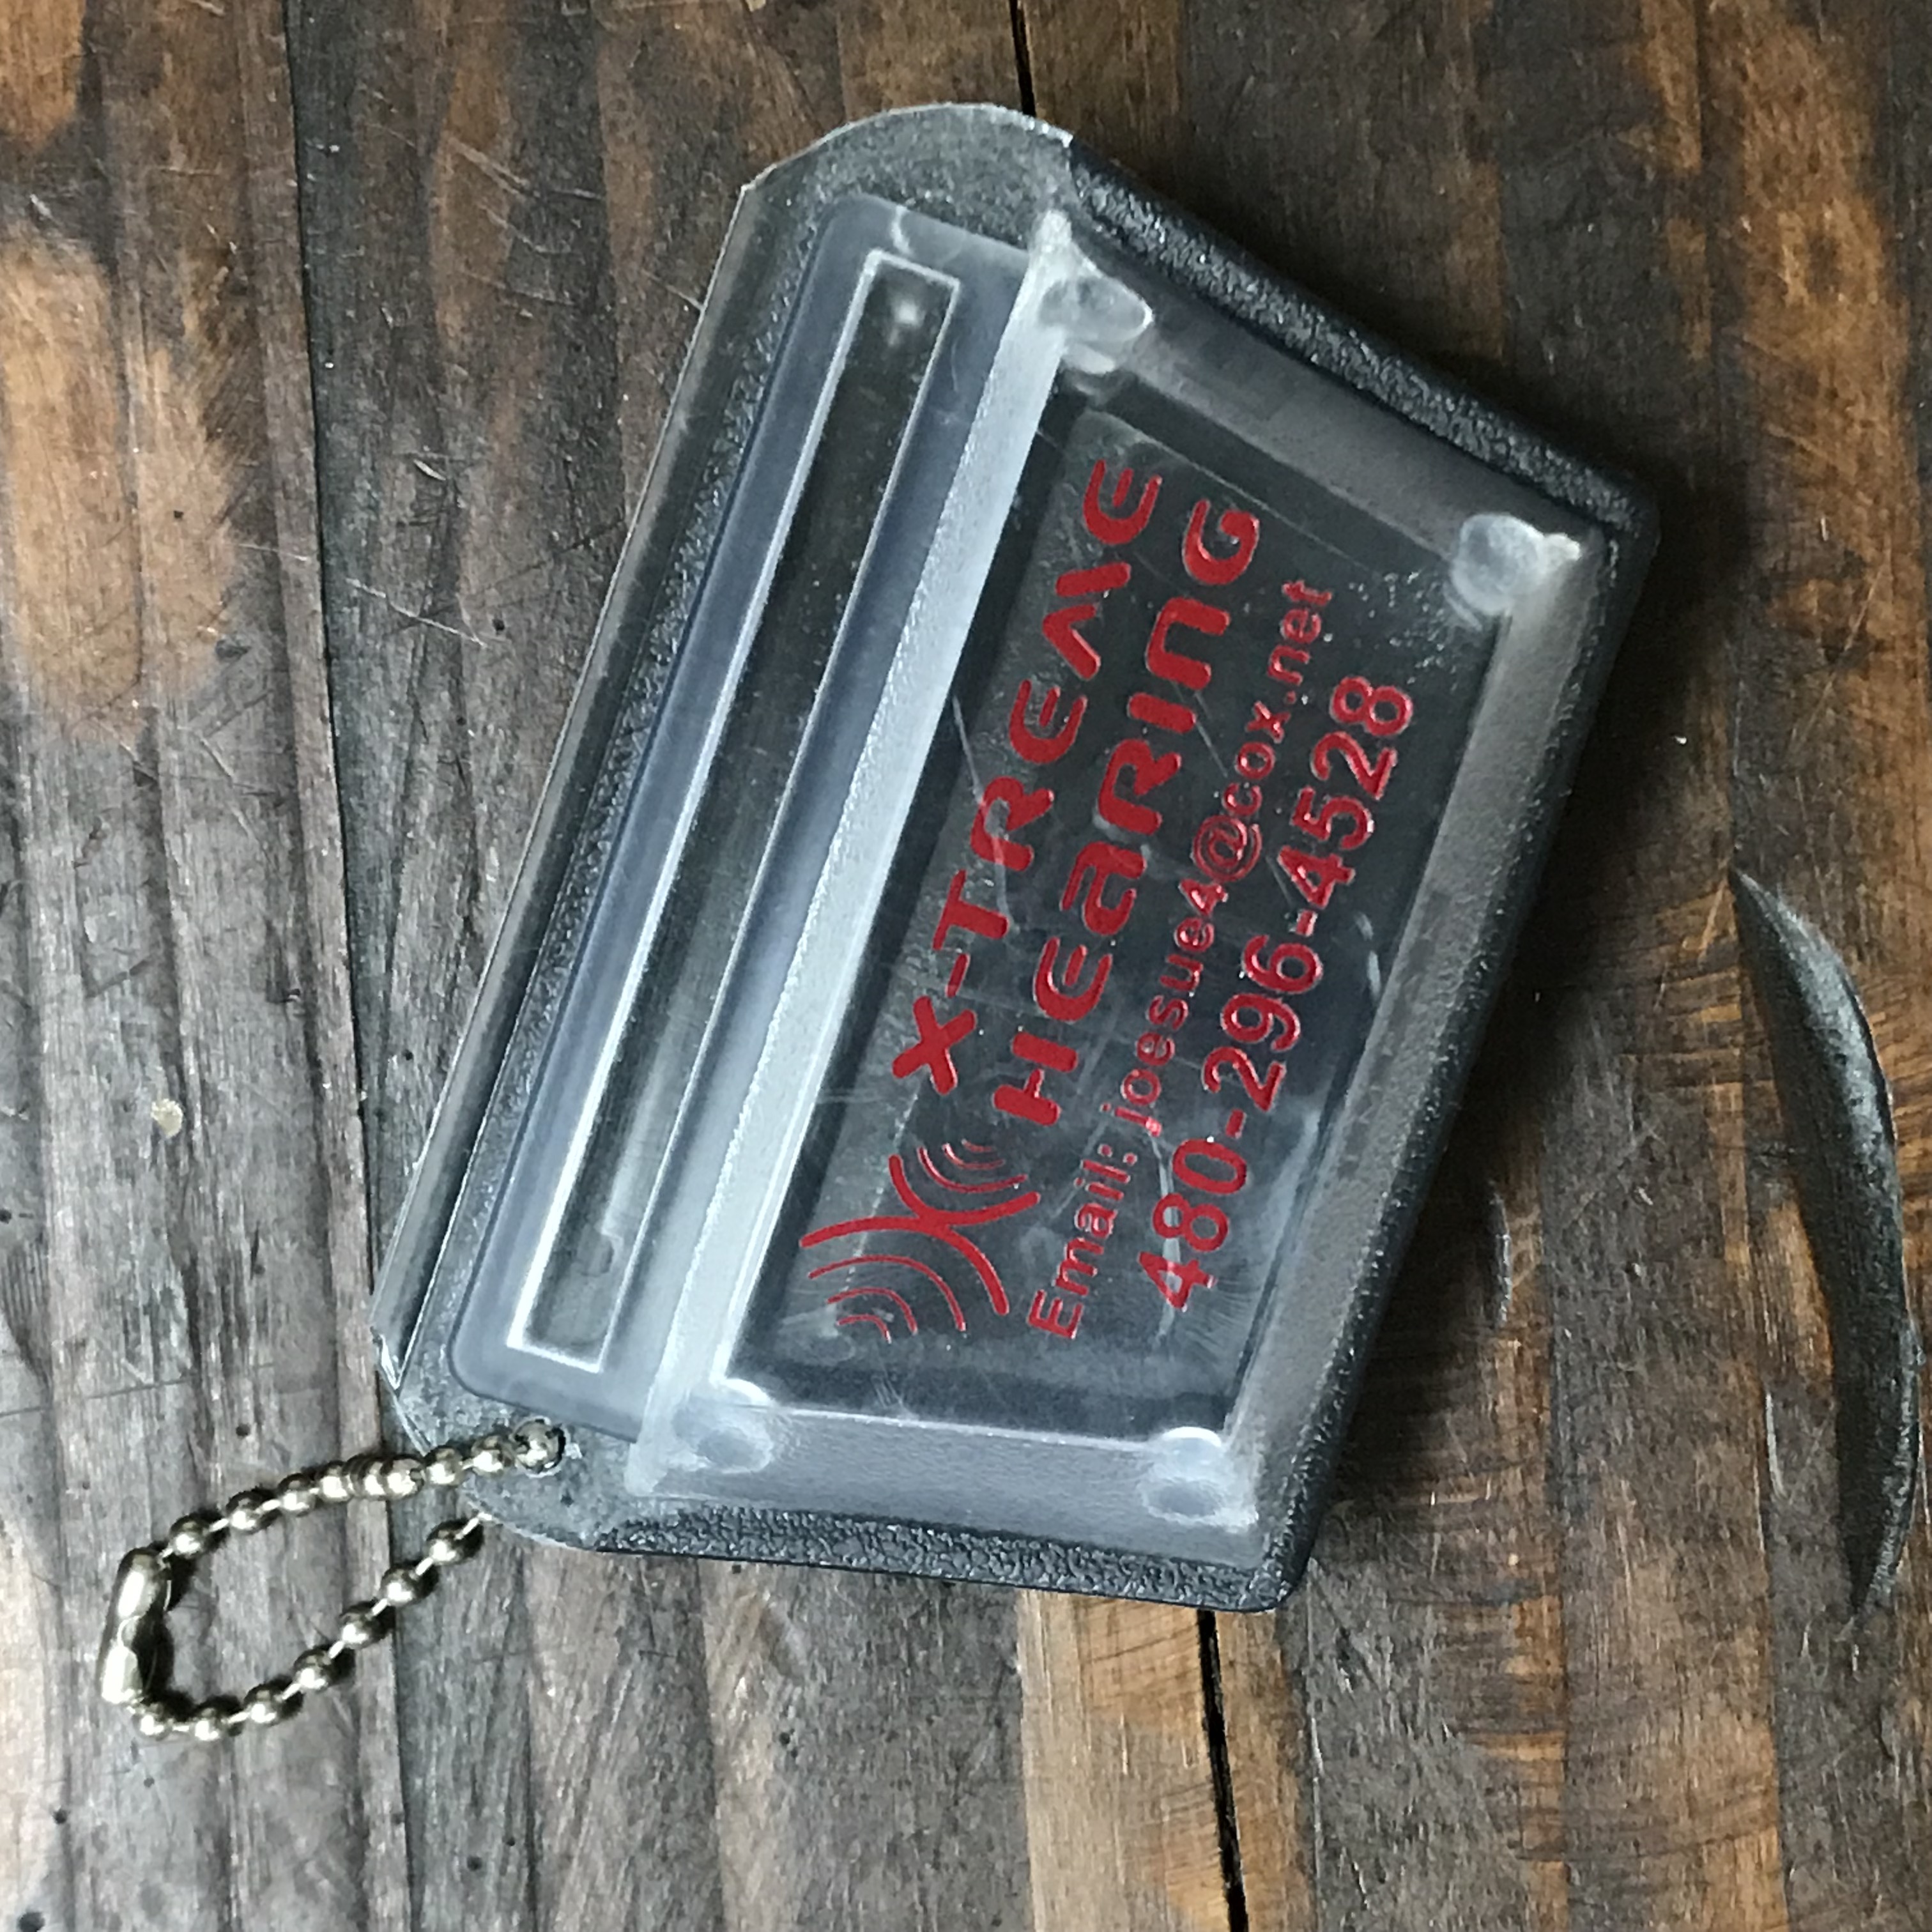 X-TREME
HEARING
Email: joesue4@cox.net
480-296-4528